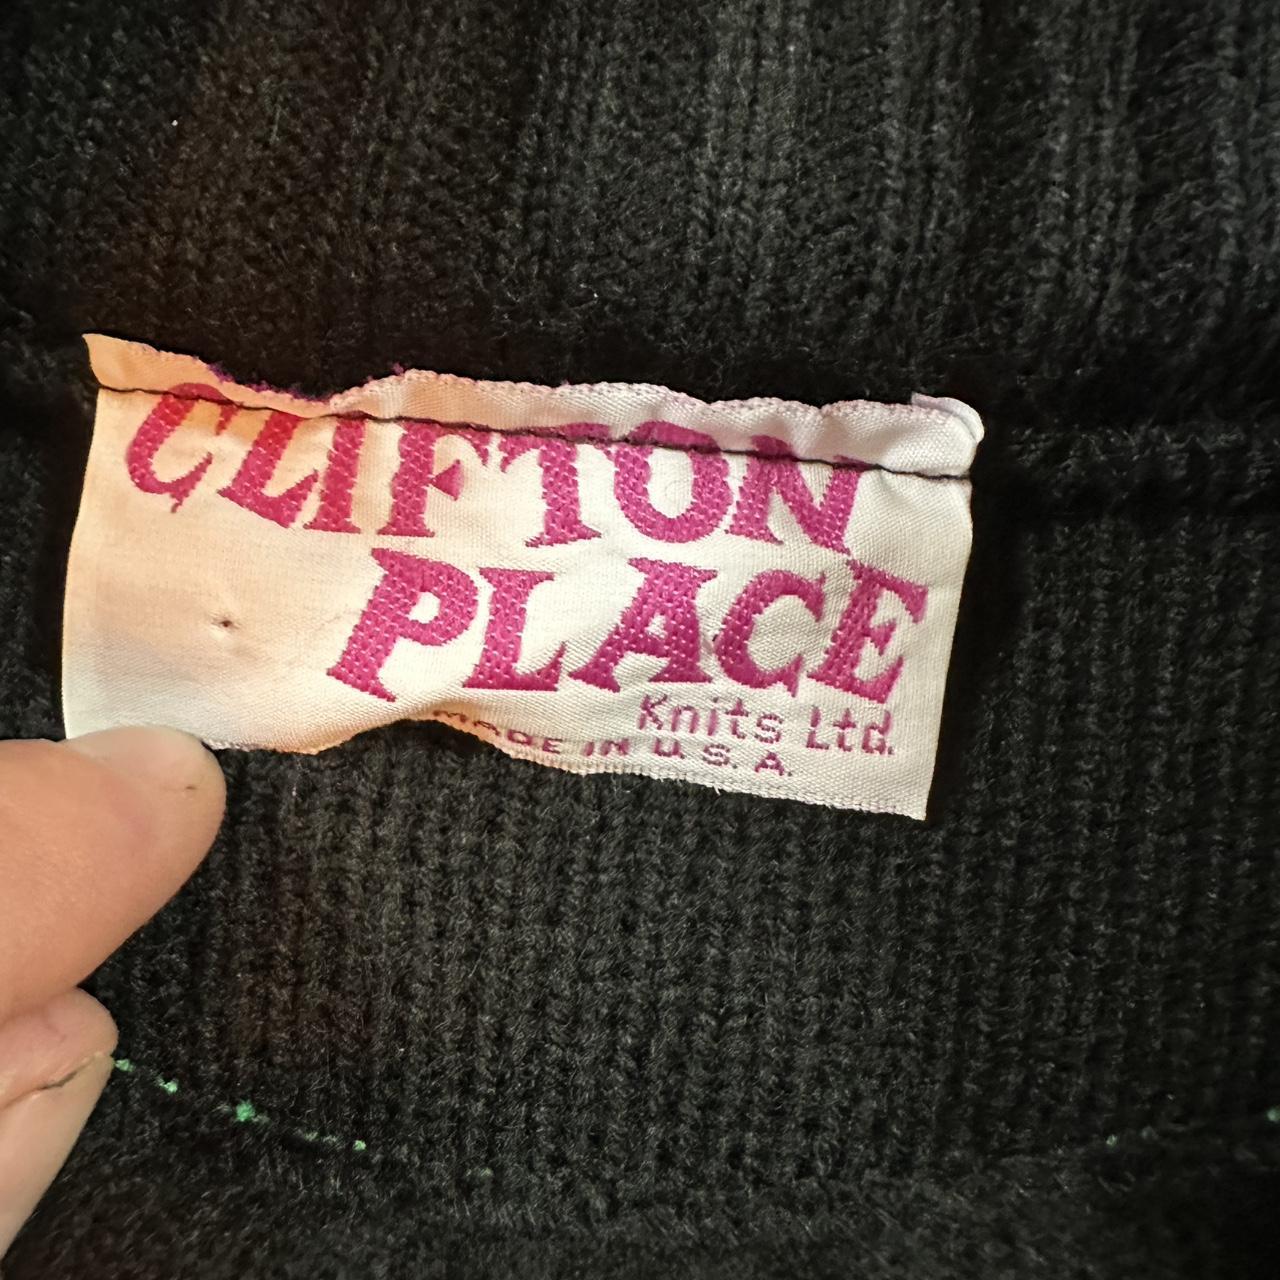 CLIFTON
PLACE
Knits Ltd.
MADE IN U.S.A.